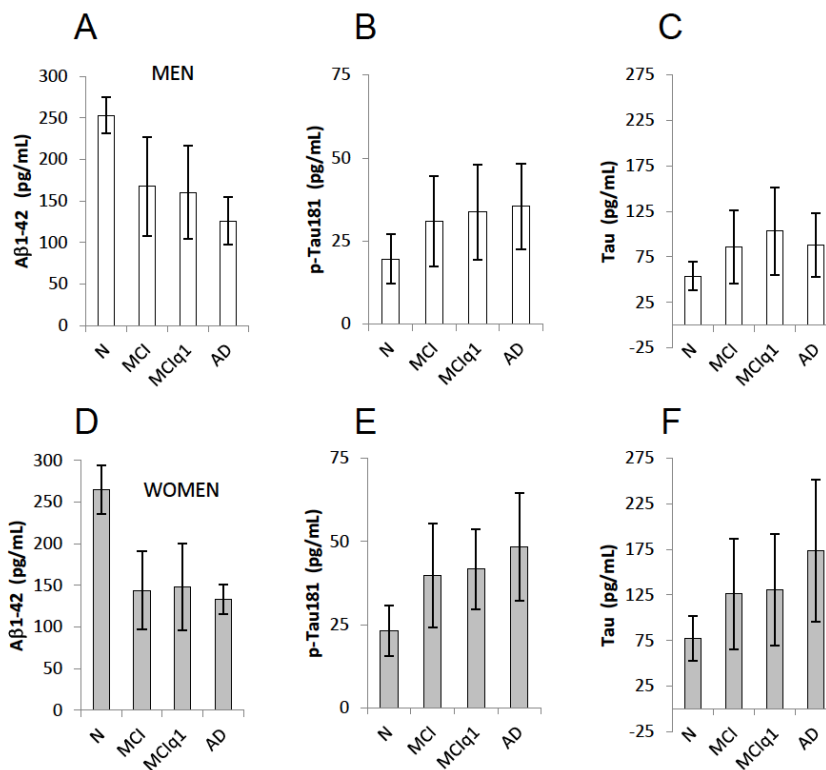 A
MEN
Aβ1-42 (pg/mL)
300
250
200
150
100
50
0
N
MCI
MCIq1
AD
B
p-Tau181 (pg/mL)
75
50
25
0
N
MCI
MCIq1
AD
C
Tau (pg/mL)
275
225
175
125
75
25
-25
N
MCI
MCIq1
AD
D
WOMEN
Aβ1-42 (pg/mL)
300
250
200
150
100
50
0
N
MCI
MCIq1
AD
E
p-Tau181 (pg/mL)
75
50
25
0
N
MCI
MCIq1
AD
F
Tau (pg/mL)
275
225
175
125
75
25
-25
N
MCI
MCIq1
AD